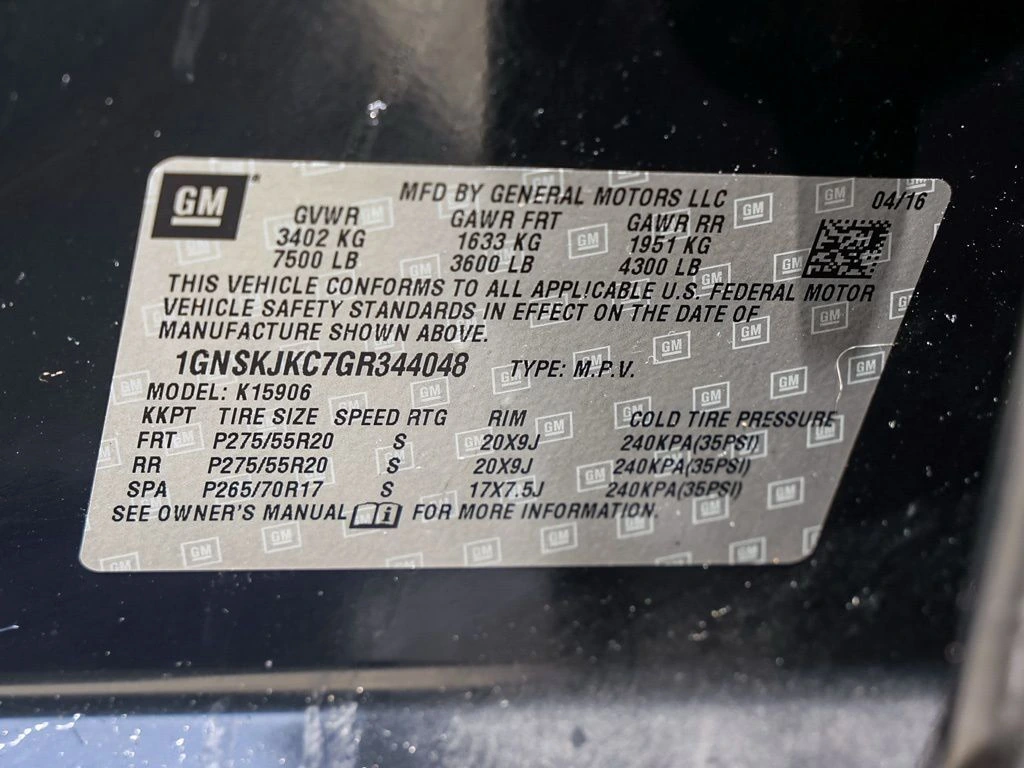 GM
MFD BY GENERAL MOTORS LLC 04/16
GVWR GAWR FRT GAWR RR
3402 KG 1633 KG 1951 KG
7500 LB 3600 LB 4300 LB
THIS VEHICLE CONFORMS TO ALL APPLICABLE U.S. FEDERAL MOTOR
VEHICLE SAFETY STANDARDS IN EFFECT ON THE DATE OF
MANUFACTURE SHOWN ABOVE.
1GNSKJKC7GR344048 TYPE: M.P.V.
MODEL: K15906
KKPT TIRE SIZE SPEED RTG RIM COLD TIRE PRESSURE
FRT P275/55R20 S 20X9J 240KPA(35PSI)
RR P275/55R20 S 20X9J 240KPA(35PSI)
SPA P265/70R17 S 17X7.5J 240KPA(35PSI)
SEE OWNER'S MANUAL i FOR MORE INFORMATION.